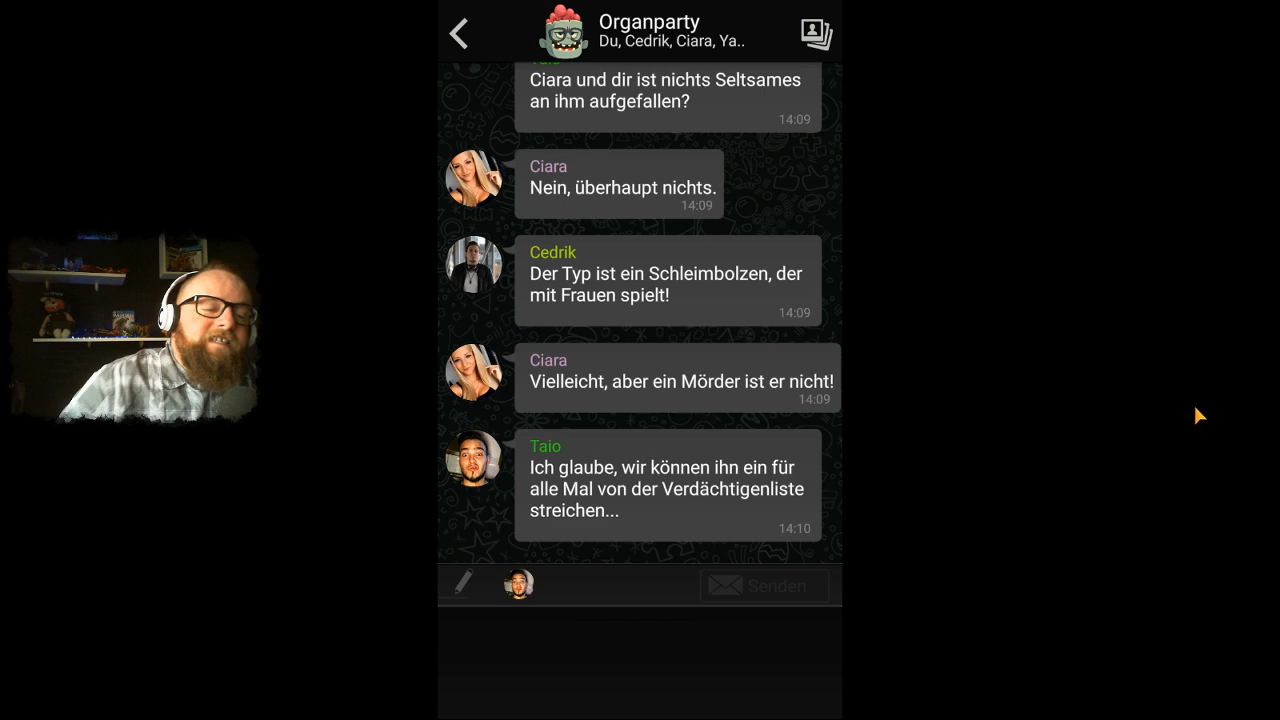 Organparty
Du, Cedrik, Ciara, Ya..
Ciara und dir ist nichts Seltsames
an ihm aufgefallen?
14:09
Ciara
Nein, überhaupt nichts.
14:09
Cedrik
Der Typ ist ein Schleimbolzen, der
mit Frauen spielt!
14:09
Ciara
Vielleicht, aber ein Mörder ist er nicht!
14:09
Taio
Ich glaube, wir können ihn ein für
alle Mal von der Verdächtigenliste
streichen...
14:10
Senden